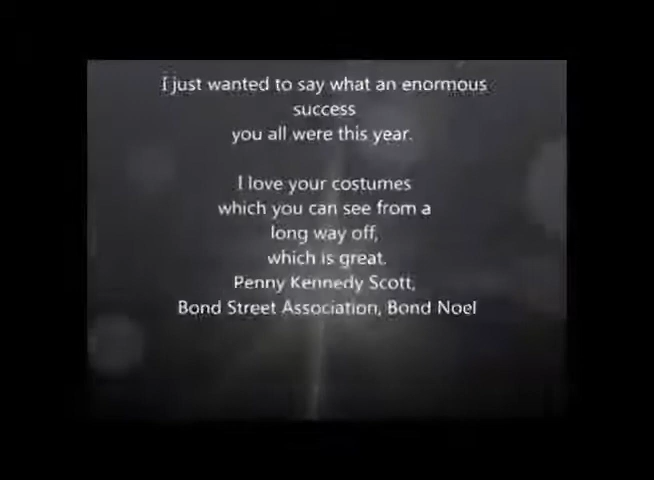 I just wanted to say what an enormous
success
you all were this year.
I love your costumes
which you can see from a
long way off,
which is great.
Penny Kennedy Scott,
Bond Street Association, Bond Noel